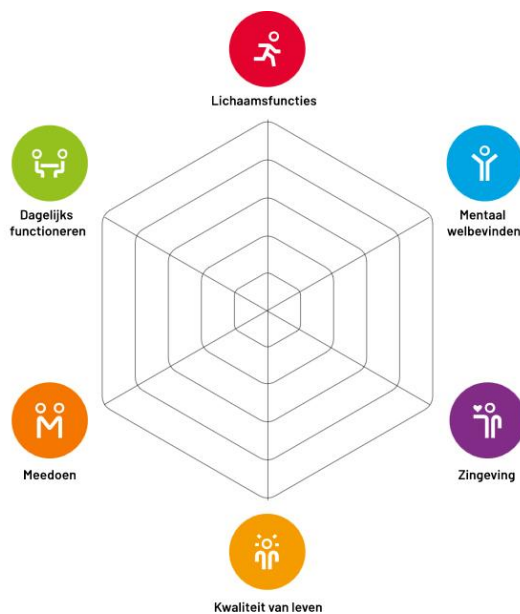 Lichaamsfuncties
Dagelijks
functioneren
Mentaal
welbevinden
Meedoen
Zingeving
Kwaliteit van leven